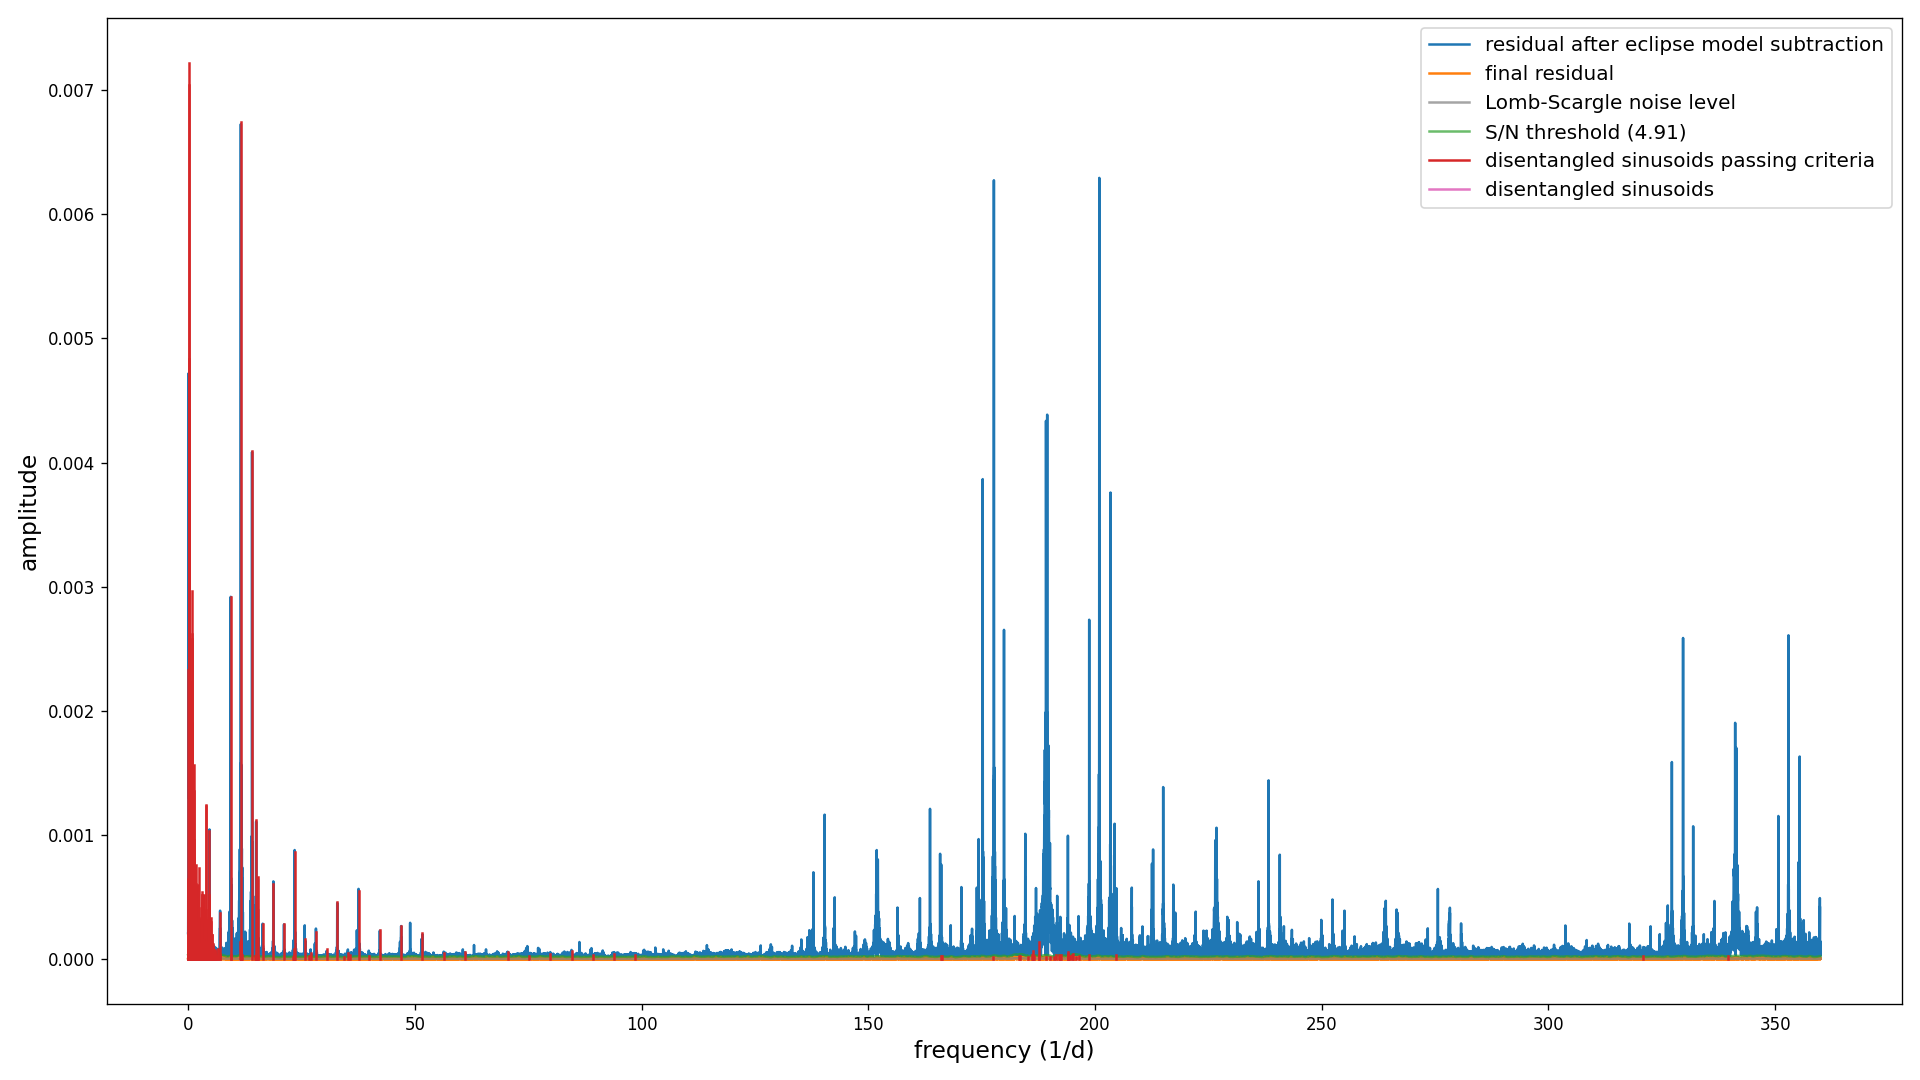 residual after eclipse model subtraction
final residual
Lomb-Scargle noise level
S/N threshold (4.91)
disentangled sinusoids passing criteria
disentangled sinusoids
0.007
0.006
0.005
0.004
0.003
0.002
0.001
0.000
amplitude
0 50 100 150 200 250 300 350
frequency (1/d)